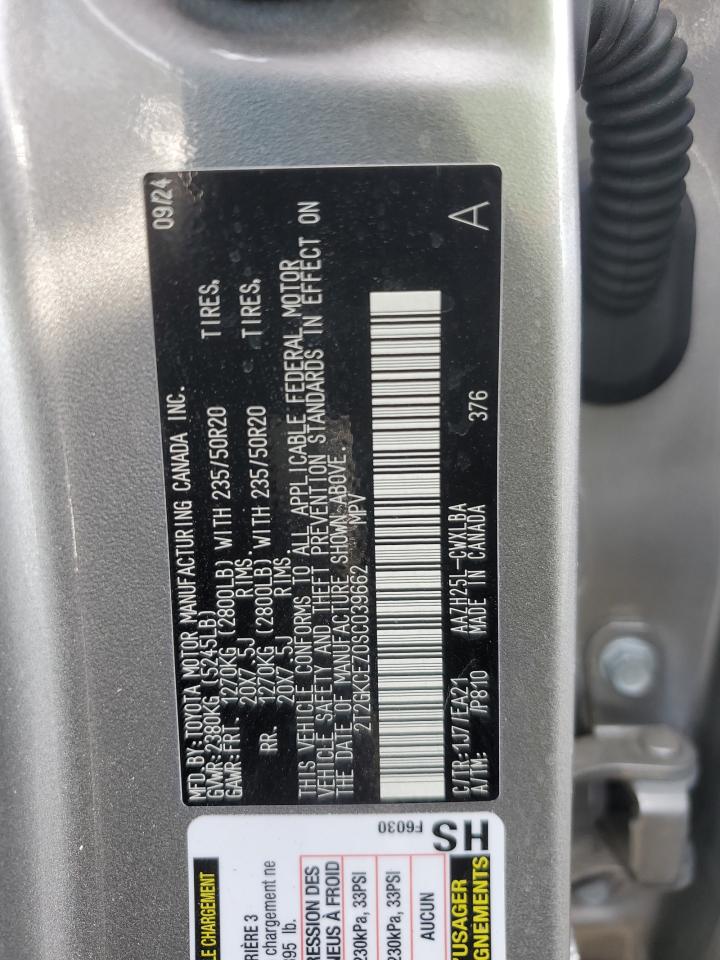 MFD.BY:TOYOTA MOTOR MANUFACTURING CANADA INC. 09/24
GVWR:2380KG (5245LB)
GAWR:FRT. 1270KG (2800LB) WITH 235/50R20 TIRES.
20X7.5J RIMS.
RR. 1270KG (2800LB) WITH 235/50R20 TIRES.
20X7.5J RIMS.
THIS VEHICLE CONFORMS TO ALL APPLICABLE FEDERAL MOTOR
VEHICLE SAFETY AND THEFT PREVENTION STANDARDS IN EFFECT ON
THE DATE OF MANUFACTURE SHOWN ABOVE.
2T2GKCEZ0SC039662 MPV
C/TR:1J7/EA21 AAZH25L-CWXLBA 376 A
A/TM: /P810 MADE IN CANADA
LE CHARGEMENT
RIÈRE 3
chargement ne
395 lb.
RESSION DES
NEUS À FROID
230kPa, 33PSI
230kPa, 33PSI
AUCUN
USAGER
GNEMENTS
HS
F6030